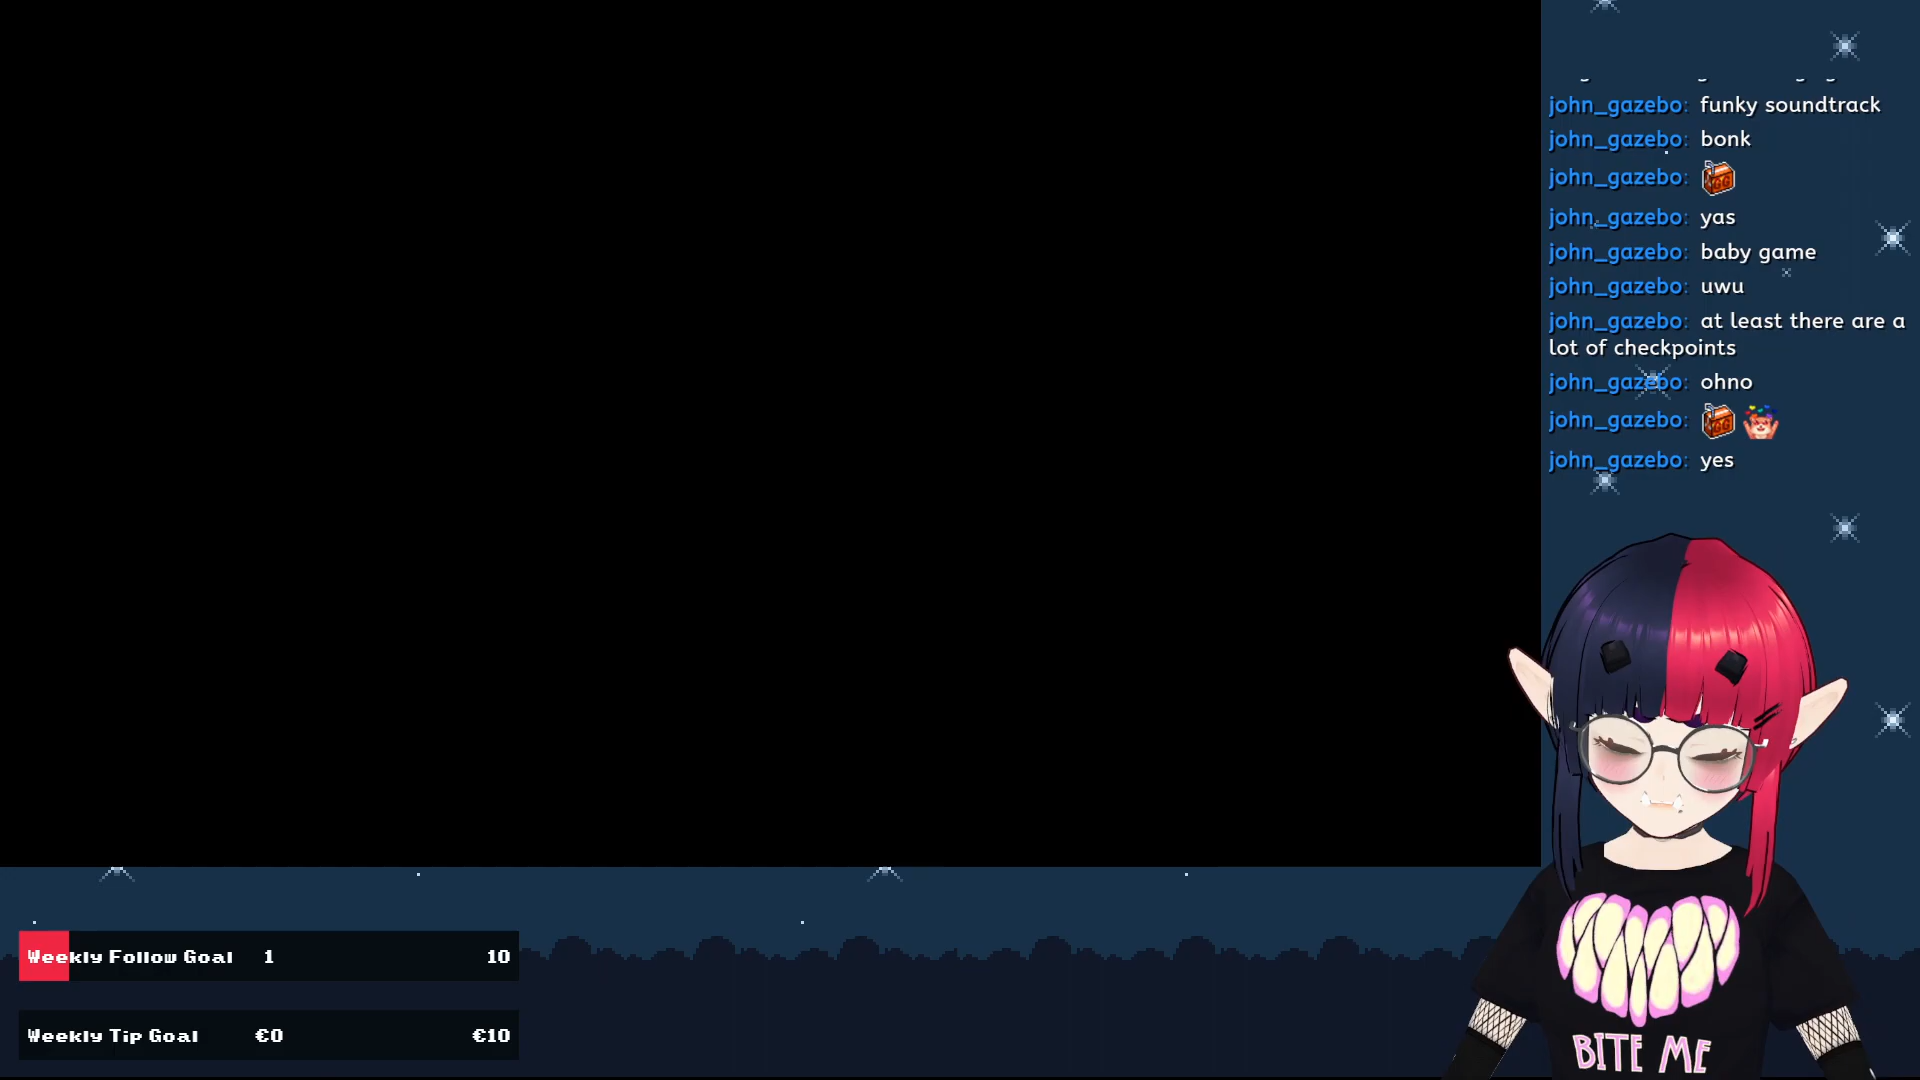 john_gazebo: funky soundtrack
john_gazebo: bonk
john_gazebo: GG
john_gazebo: yas
john_gazebo: baby game
john_gazebo: uwu
john_gazebo: at least there are a
lot of checkpoints
john_gazebo: ohno
john_gazebo: GG
john_gazebo: yes
Weekly Follow Goal 1 10
Weekly Tip Goal €0 €10
BITE ME